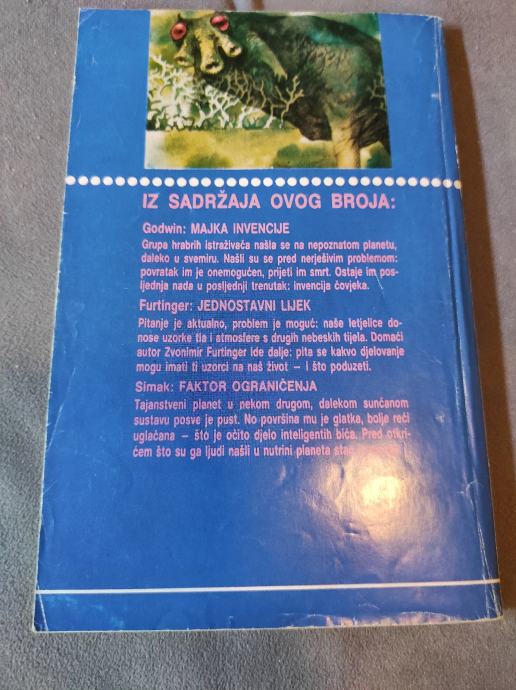 IZ SADRŽAJA OVOG BROJA:
Godwin: MAJKA INVENCIJE
Grupa hrabrih istraživača našla se na nepoznatom planetu,
daleko u svemiru. Našli su se pred nerješivim problemom:
povratak im je onemogućen, prijeti im smrt. Ostaje im pos-
ljednja nada u posljednji trenutak: invencija čovjeka.
Furtinger: JEDNOSTAVNI LIJEK
Pitanje je aktualno, problem je moguć: naše letjelice do-
nose uzorke tla i atmosfere s drugih nebeskih tijela. Domaći
autor Zvonimir Furtinger ide dalje: pita se kakvo djelovanje
mogu imati ti uzorci na naš život – i što poduzeti.
Simak: FAKTOR OGRANIČENJA
Tajanstveni planet u nekom drugom, dalekom sunčanom
sustavu posve je pust. No površina mu je glatka, bolje reći
uglačana – što je očito djelo inteligentnih bića. Pred otkri-
ćem što su ga ljudi našli u nutrini planeta